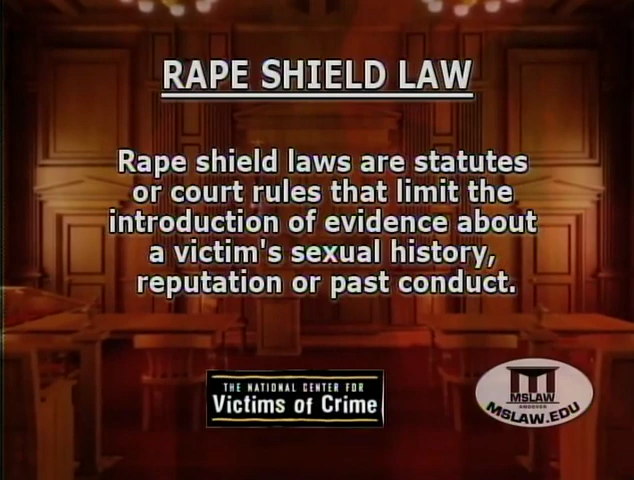 RAPE SHIELD LAW
Rape shield laws are statutes
or court rules that limit the
introduction of evidence about
a victim's sexual history,
reputation or past conduct.
THE NATIONAL CENTER FOR
Victims of Crime
MSLAW
ANDOVER
MSLAW.EDU